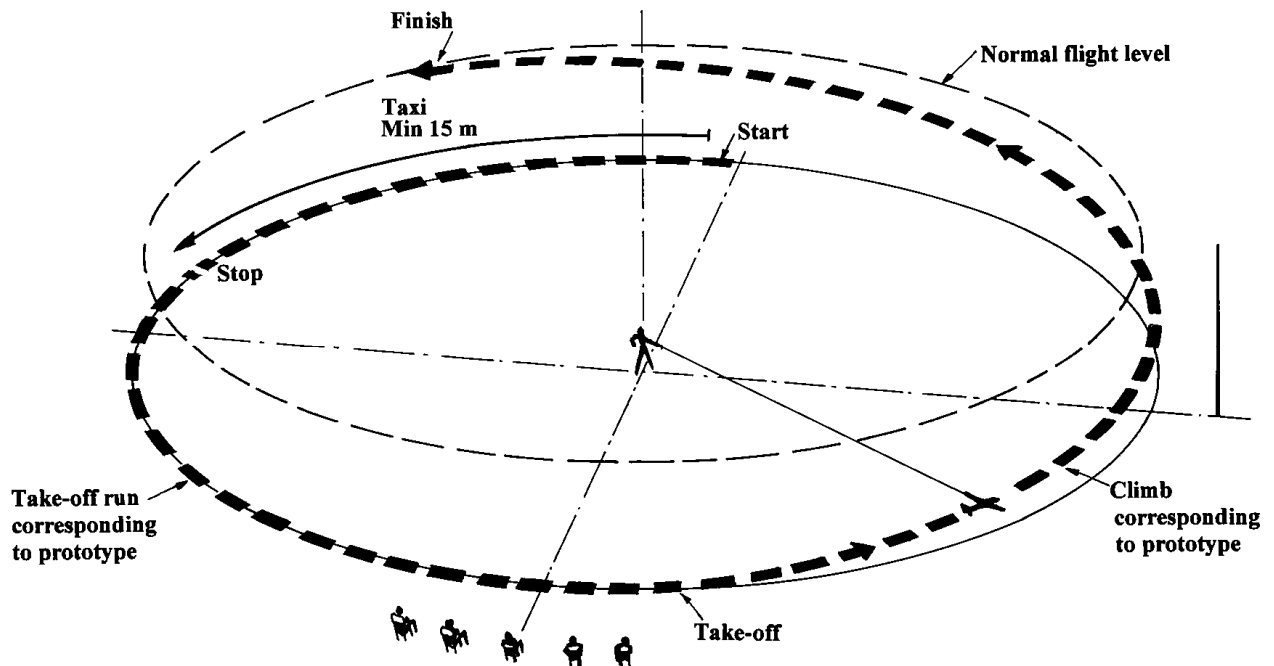 Finish
Normal flight level
Taxi
Min 15 m
Start
Stop
Take-off run
corresponding
to prototype
Climb
corresponding
to prototype
Take-off